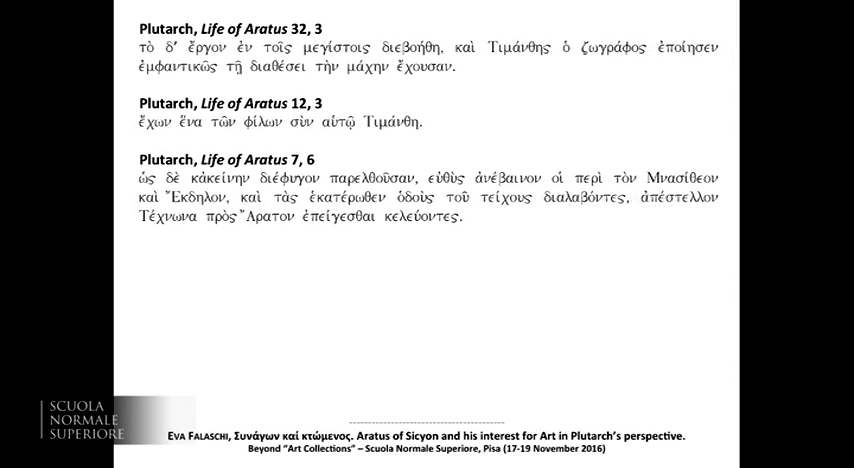 Plutarch, Life of Aratus 32, 3
τὸ δ’ ἔργον ἐν τοῖς μεγίστοις διεβοήθη, καὶ Τιμάνθης ὁ ζωγράφος ἐποίησεν
ἐμφαντικῶς τῇ διαθέσει τὴν μάχην ἔχουσαν.
Plutarch, Life of Aratus 12, 3
ἔχων ἕνα τῶν φίλων σὺν αὑτῷ Τιμάνθη.
Plutarch, Life of Aratus 7, 6
ὡς δὲ κἀκείνην διέφυγον παρελθοῦσαν, εὐθὺς ἀνέβαινον οἱ περὶ τὸν Μνασίθεον
καὶ Ἔκδηλον, καὶ τὰς ἑκατέρωθεν ὁδοὺς τοῦ τείχους διαλαβόντες, ἀπέστελλον
Τέχνωνα πρὸς Ἄρατον ἐπείγεσθαι κελεύοντες.
SCUOLA
NORMALE
SUPERIORE
EVA FALASCHI, Συνάγων καί κτώμενος. Aratus of Sicyon and his interest for Art in Plutarch’s perspective.
Beyond “Art Collections” – Scuola Normale Superiore, Pisa (17-19 November 2016)